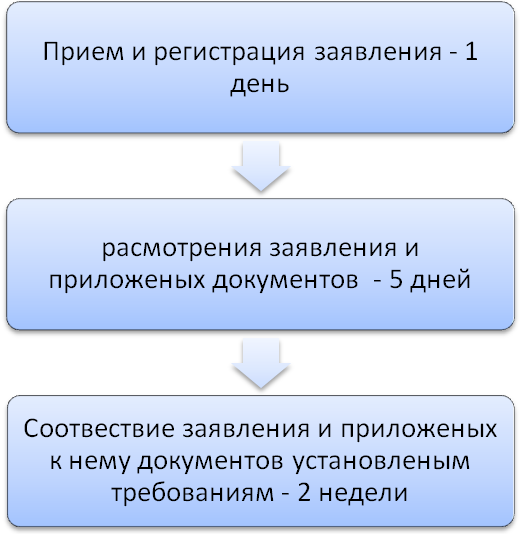 Прием и регистрация заявления - 1
день
расмотрения заявления и
приложеных документов - 5 дней
Соотвествие заявления и приложеных
к нему документов установленым
требованиям - 2 недели